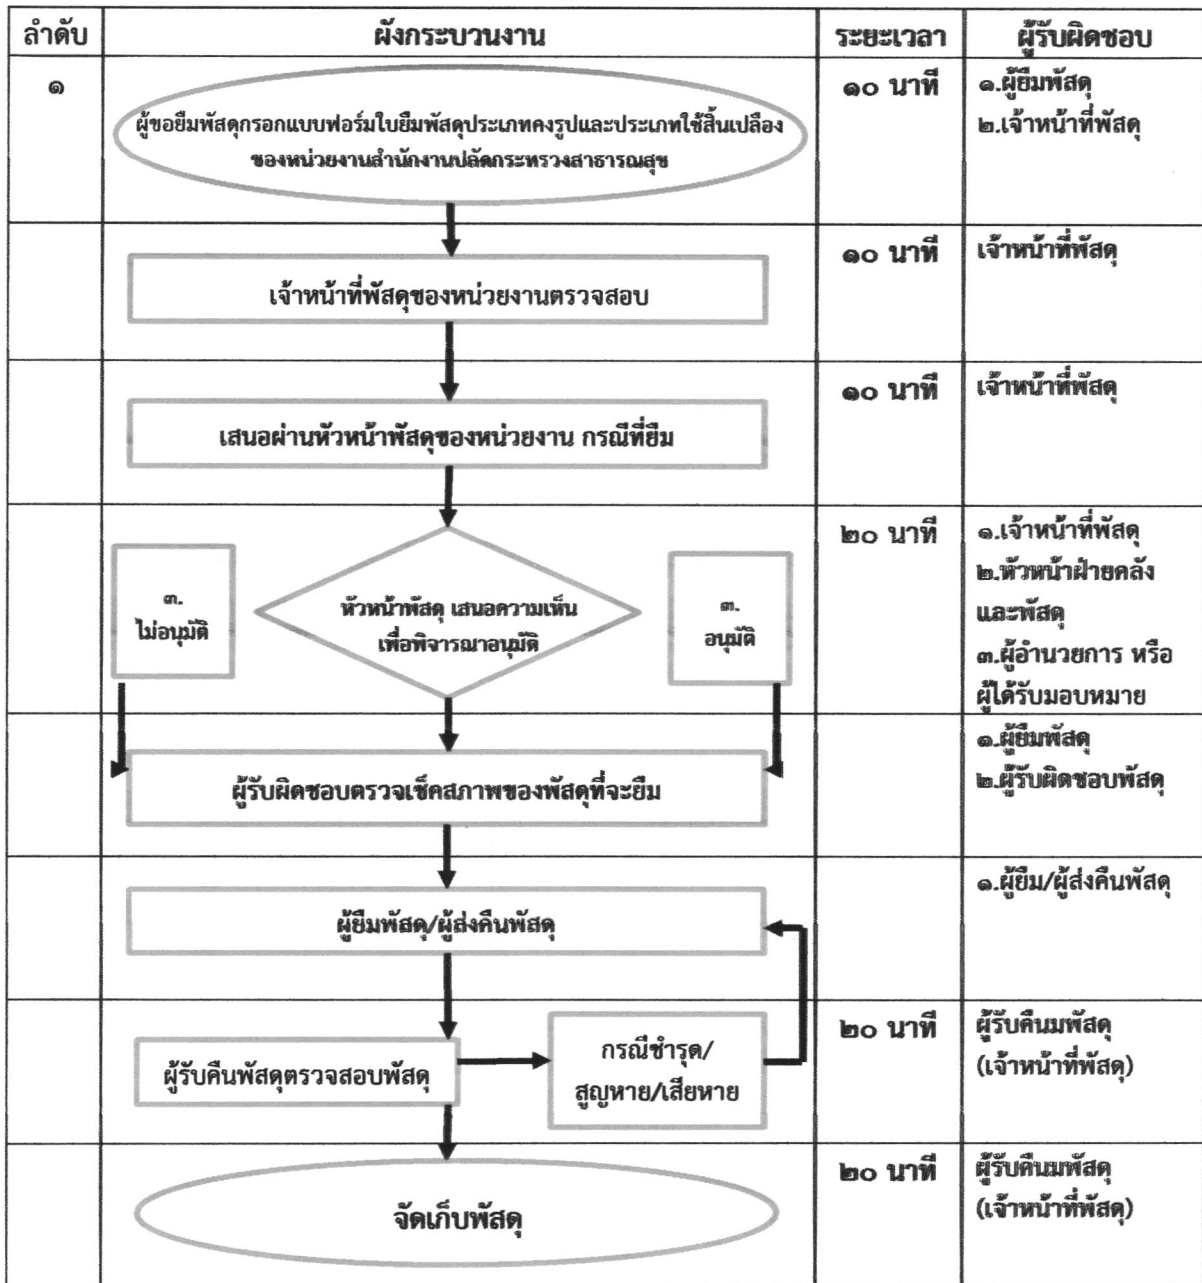 ลำดับ ผังกระบวนงาน ระยะเวลา ผู้รับผิดชอบ
๑
ผู้ขอยืมพัสดุกรอกแบบฟอร์มใบยืมพัสดุประเภทคงรูปและประเภทใช้สิ้นเปลือง
ของหน่วยงานสำนักงานปลัดกระทรวงสาธารณสุข
๑๐ นาที
๑.ผู้ยืมพัสดุ
๒.เจ้าหน้าที่พัสดุ
เจ้าหน้าที่พัสดุของหน่วยงานตรวจสอบ
๑๐ นาที
เจ้าหน้าที่พัสดุ
เสนอผ่านหัวหน้าพัสดุของหน่วยงาน กรณีที่ยืม
๑๐ นาที
เจ้าหน้าที่พัสดุ
๓.
ไม่อนุมัติ
หัวหน้าพัสดุ เสนอความเห็น
เพื่อพิจารณาอนุมัติ
๓.
อนุมัติ
๒๐ นาที
๑.เจ้าหน้าที่พัสดุ
๒.หัวหน้าฝ่ายคลัง
และพัสดุ
๓.ผู้อำนวยการ หรือ
ผู้ได้รับมอบหมาย
ผู้รับผิดชอบตรวจเช็คสภาพของพัสดุที่จะยืม
๑.ผู้ยืมพัสดุ
๒.ผู้รับผิดชอบพัสดุ
ผู้ยืมพัสดุ/ผู้ส่งคืนพัสดุ
๑.ผู้ยืม/ผู้ส่งคืนพัสดุ
ผู้รับคืนพัสดุตรวจสอบพัสดุ
กรณีชำรุด/
สูญหาย/เสียหาย
๒๐ นาที
ผู้รับคืนมพัสดุ
(เจ้าหน้าที่พัสดุ)
จัดเก็บพัสดุ
๒๐ นาที
ผู้รับคืนมพัสดุ
(เจ้าหน้าที่พัสดุ)